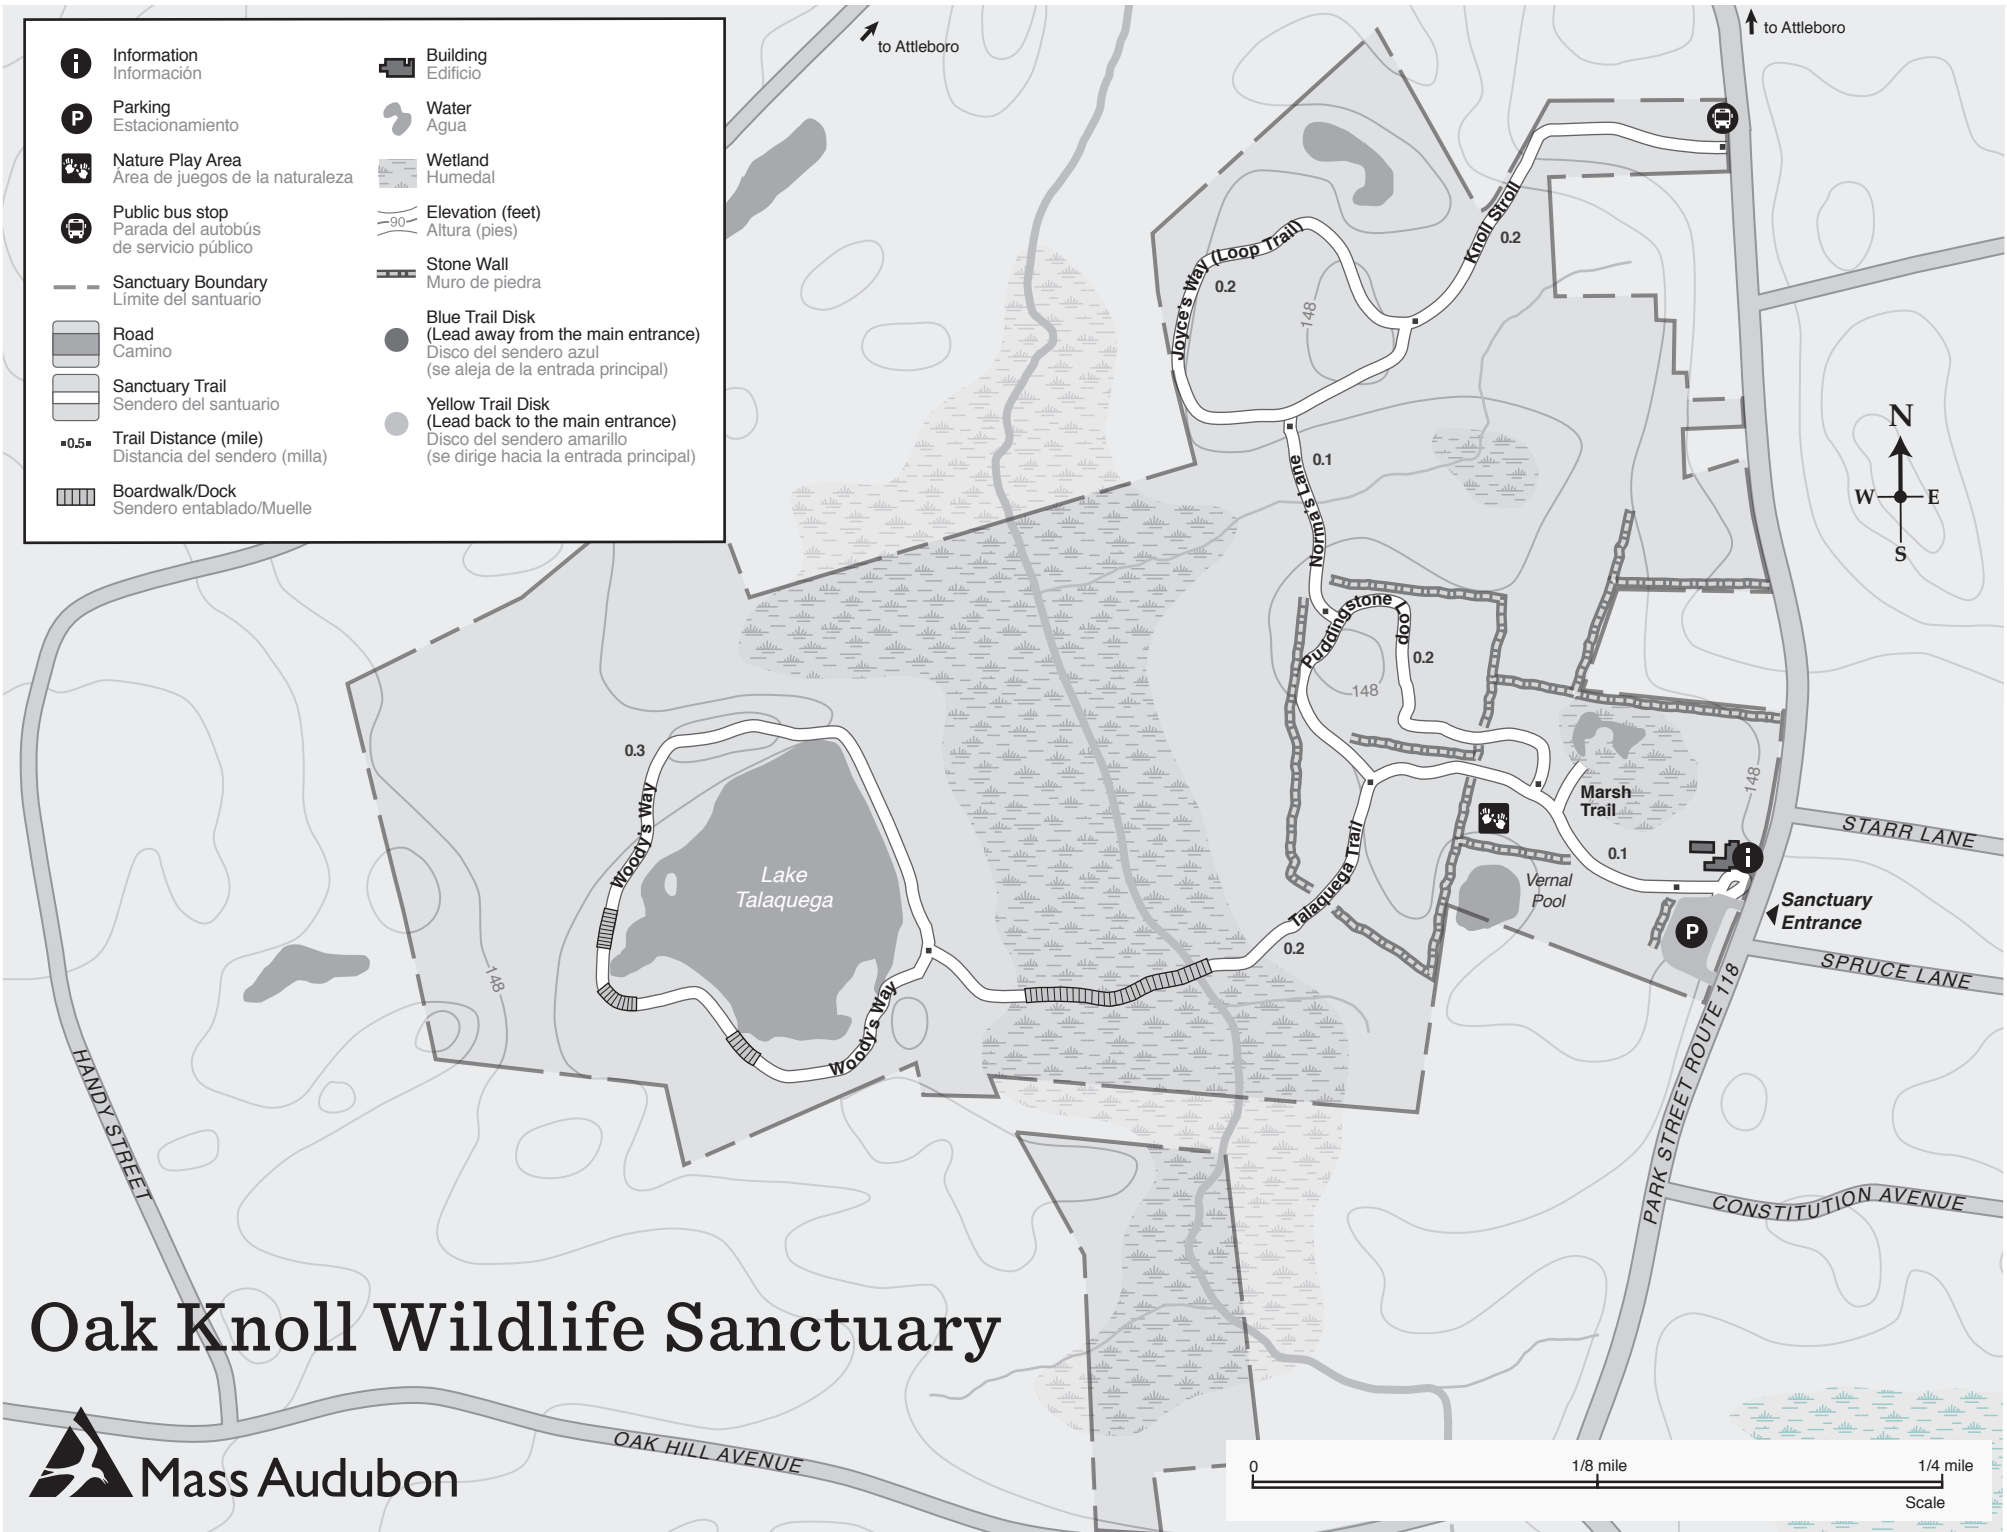 Information
Información
Parking
Estacionamiento
Nature Play Area
Área de juegos de la naturaleza
Public bus stop
Parada del autobús
de servicio público
Sanctuary Boundary
Límite del santuario
Road
Camino
Sanctuary Trail
Sendero del santuario
0.5
Trail Distance (mile)
Distancia del sendero (milla)
Boardwalk/Dock
Sendero entablado/Muelle
Building
Edificio
Water
Agua
Wetland
Humedal
90
Elevation (feet)
Altura (pies)
Stone Wall
Muro de piedra
Blue Trail Disk
(Lead away from the main entrance)
Disco del sendero azul
(se aleja de la entrada principal)
Yellow Trail Disk
(Lead back to the main entrance)
Disco del sendero amarillo
(se dirige hacia la entrada principal)
i
P
to Attleboro
to Attleboro
Knoll Stroll
0.2
Joyce's Way (Loop Trail)
0.2
148
N
W E
S
Norma's Lane
0.1
Puddingstone Loop
0.2
148
148
0.3
Woody's Way
Lake
Talaquega
Woody's Way
148
Marsh
Trail
0.1
Talaquega Trail
0.2
Vernal
Pool
i
P
Sanctuary
Entrance
STARR LANE
SPRUCE LANE
PARK STREET ROUTE 118
CONSTITUTION AVENUE
HANDY STREET
OAK HILL AVENUE
Oak Knoll Wildlife Sanctuary
Mass Audubon
0 1/8 mile 1/4 mile
Scale